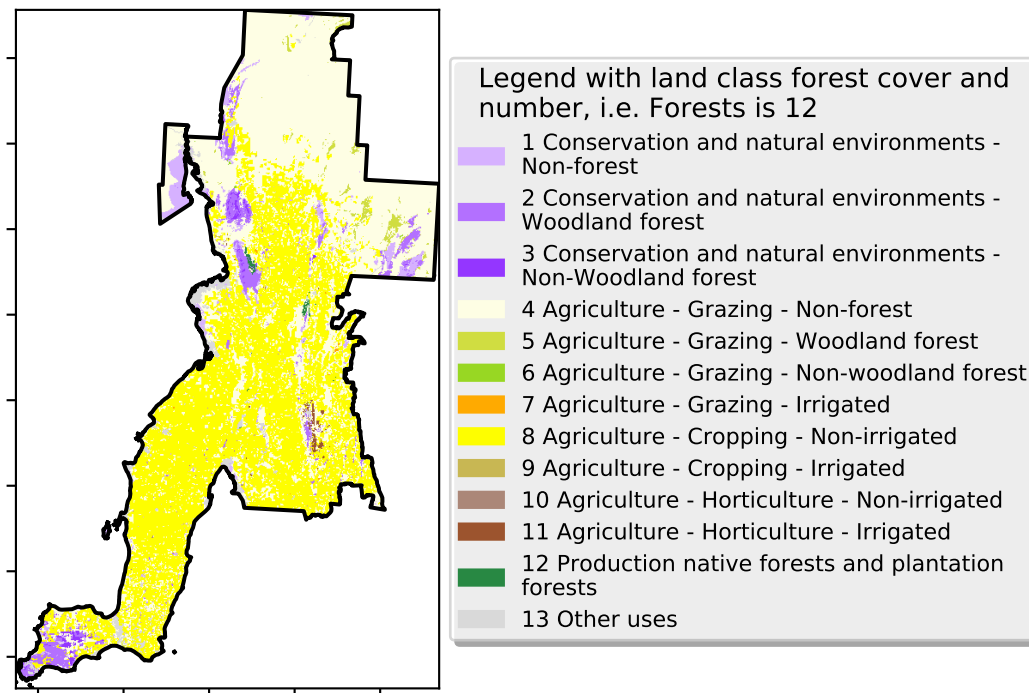 Legend with land class forest cover and
number, i.e. Forests is 12
1 Conservation and natural environments -
Non-forest
2 Conservation and natural environments -
Woodland forest
3 Conservation and natural environments -
Non-Woodland forest
4 Agriculture - Grazing - Non-forest
5 Agriculture - Grazing - Woodland forest
6 Agriculture - Grazing - Non-woodland forest
7 Agriculture - Grazing - Irrigated
8 Agriculture - Cropping - Non-irrigated
9 Agriculture - Cropping - Irrigated
10 Agriculture - Horticulture - Non-irrigated
11 Agriculture - Horticulture - Irrigated
12 Production native forests and plantation
forests
13 Other uses